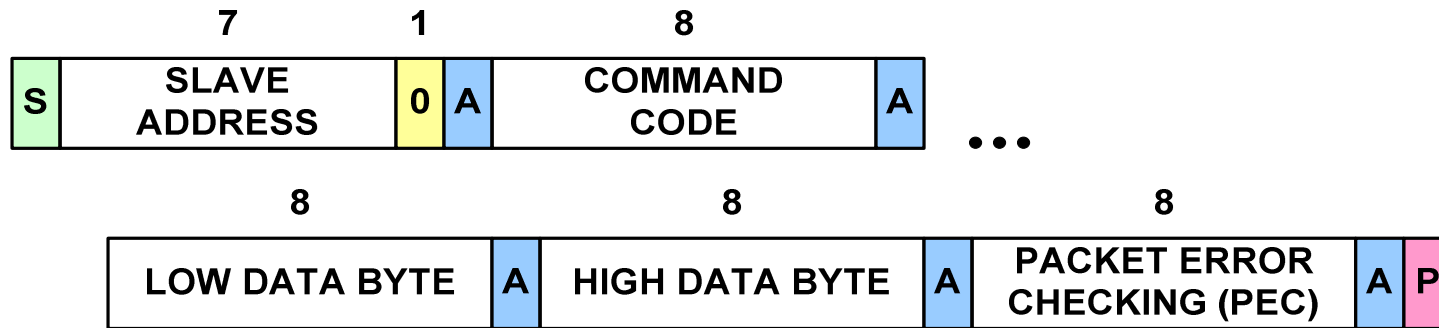 7 1 8
S SLAVE ADDRESS 0 A COMMAND CODE A ...
8 8 8
LOW DATA BYTE A HIGH DATA BYTE A PACKET ERROR CHECKING (PEC) A P